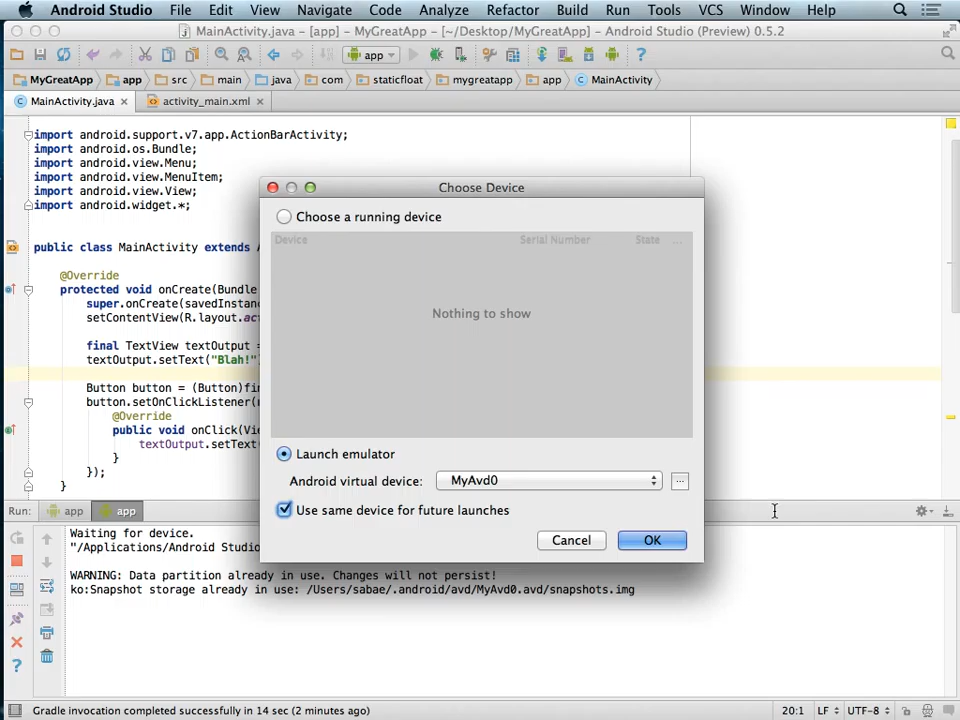 Android Studio File Edit View Navigate Code Analyze Refactor Build Run Tools VCS Window Help
MainActivity.java - [app] - MyGreatApp - [~/Desktop/MyGreatApp] - Android Studio (Preview) 0.5.2
app
MyGreatApp app src main java com staticfloat mygreatapp app MainActivity
MainActivity.java activity_main.xml
import android.support.v7.app.ActionBarActivity;
import android.os.Bundle;
import android.view.Menu;
import android.view.MenuItem;
import android.view.View;
import android.widget.*;
public class MainActivity extends
@Override
protected void onCreate(Bundle
super.onCreate(
setContentView(R.layout.
final TextView textOutput =
textOutput.setText("Blah!")
Button button = (Button)
button.setOnClickListener(
@Override
public void onClick(
textOutput.setText
}
});
}
Choose Device
Choose a running device
Device Serial Number State ...
Nothing to show
Launch emulator
Android virtual device: MyAvd0 ...
Use same device for future launches
Cancel OK
Run: app app
Waiting for device.
"/Applications/Android Studio
WARNING: Data partition already in use. Changes will not persist!
ko:Snapshot storage already in use: /Users/sabae/.android/avd/MyAvd0.avd/snapshots.img
Gradle invocation completed successfully in 14 sec (2 minutes ago) 20:1 LF UTF-8